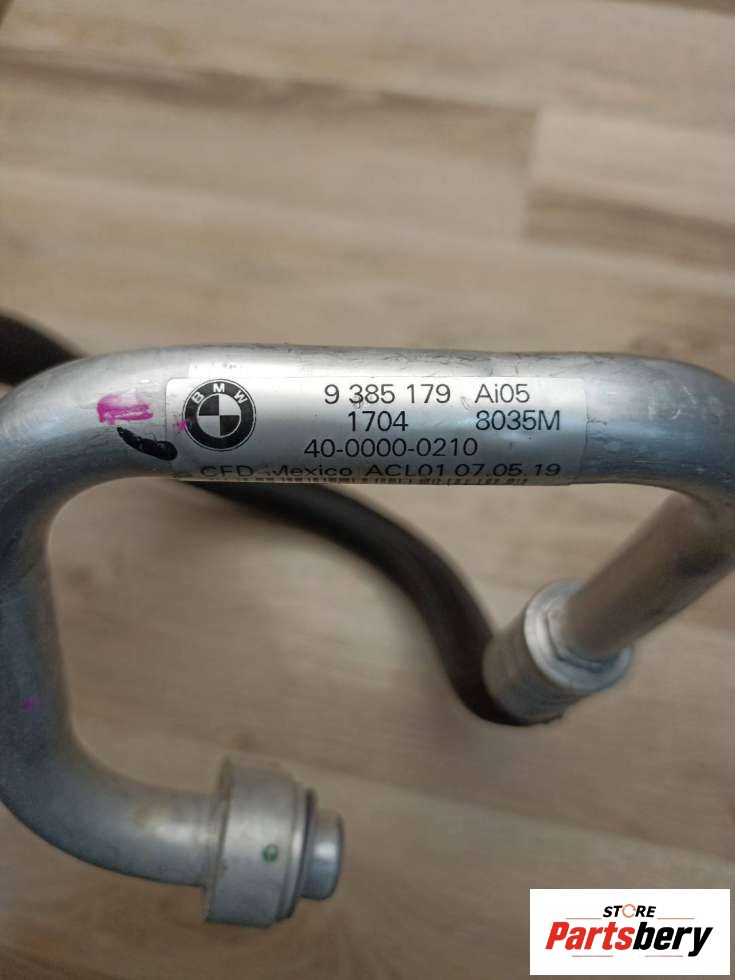 BMW
9 385 179 Ai05
1704 8035M
40-0000-0210
CFD Mexico ACL01 07.05.19
STORE
Partsbery